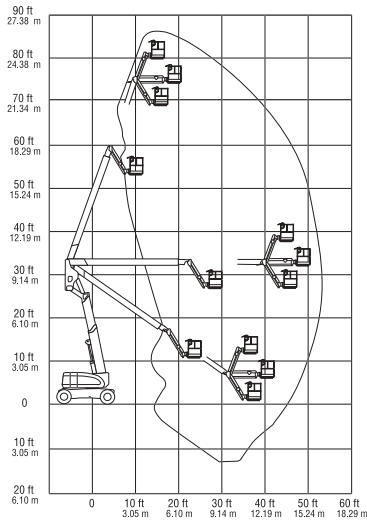 90 ft
27.38 m
80 ft
24.38 m
70 ft
21.34 m
60 ft
18.29 m
50 ft
15.24 m
40 ft
12.19 m
30 ft
9.14 m
20 ft
6.10 m
10 ft
3.05 m
0
10 ft
3.05 m
20 ft
6.10 m
0 10 ft 20 ft 30 ft 40 ft 50 ft 60 ft
3.05 m 6.10 m 9.14 m 12.19 m 15.24 m 18.29 m